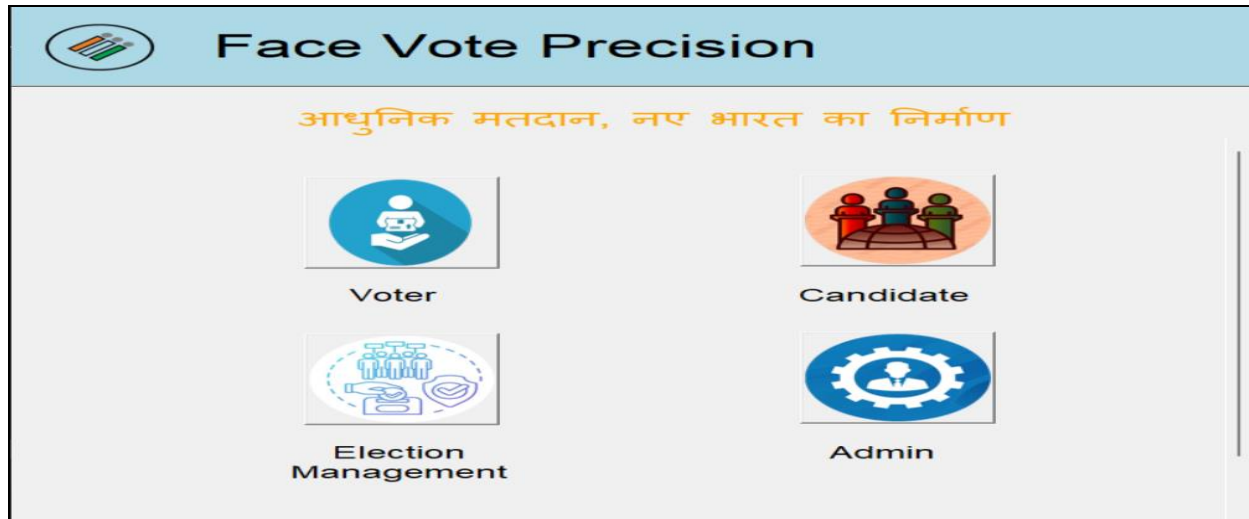 Face Vote Precision
आधुनिक मतदान, नए भारत का निर्माण
Voter
Candidate
Election
Management
Admin